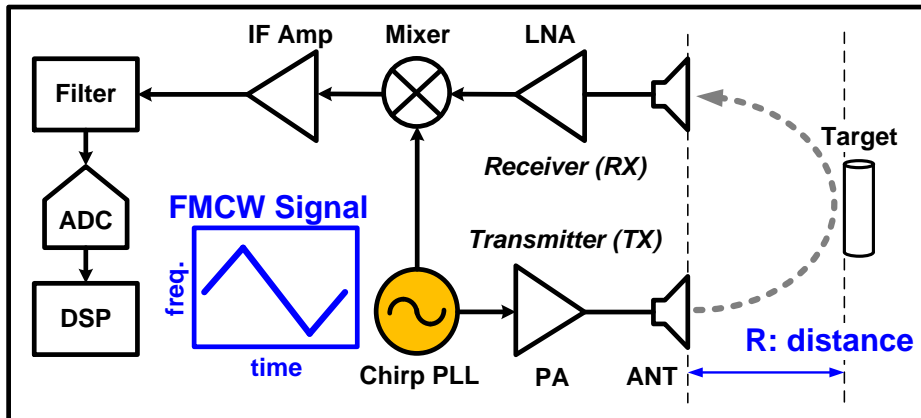 IF Amp
Mixer
LNA
Filter
Target
Receiver (RX)
ADC
FMCW Signal
Transmitter (TX)
freq.
DSP
time
Chirp PLL
PA
ANT
R: distance